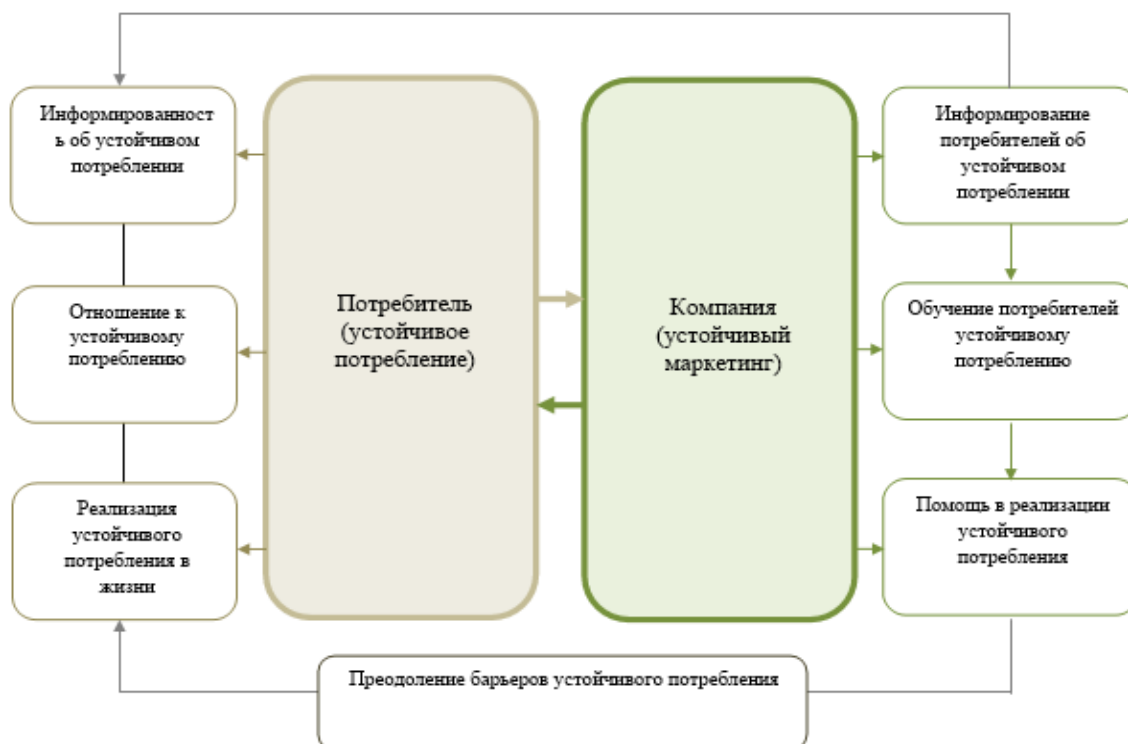 Информированност
ь об устойчивом
потреблении
Отношение к
устойчивому
потреблению
Реализация
устойчивого
потребления в
жизни
Потребитель
(устойчивое
потребление)
Компания
(устойчивый
маркетинг)
Информирование
потребителей об
устойчивом
потреблении
Обучение потребителей
устойчивому
потреблению
Помощь в реализации
устойчивого
потребления
Преодоление барьеров устойчивого потребления